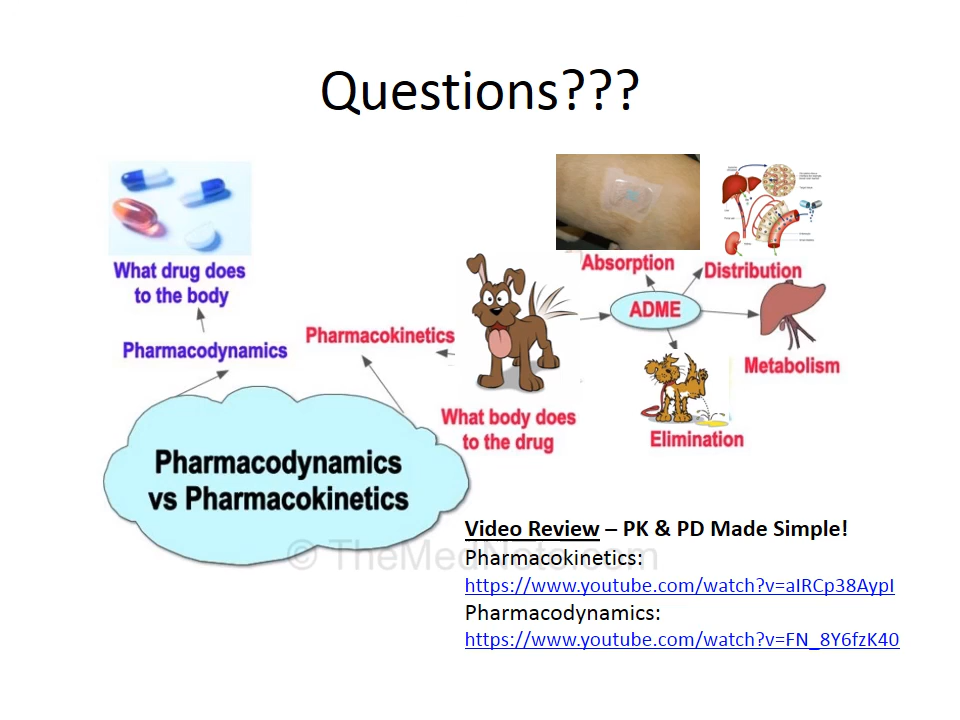 Questions???
What drug does
to the body
Pharmacodynamics
Pharmacokinetics
What body does
to the drug
Absorption
Distribution
ADME
Metabolism
Elimination
Pharmacodynamics
vs Pharmacokinetics
© TheMedNote.com
Video Review – PK & PD Made Simple!
Pharmacokinetics:
https://www.youtube.com/watch?v=aIRCp38AypI
Pharmacodynamics:
https://www.youtube.com/watch?v=FN_8Y6fzK40